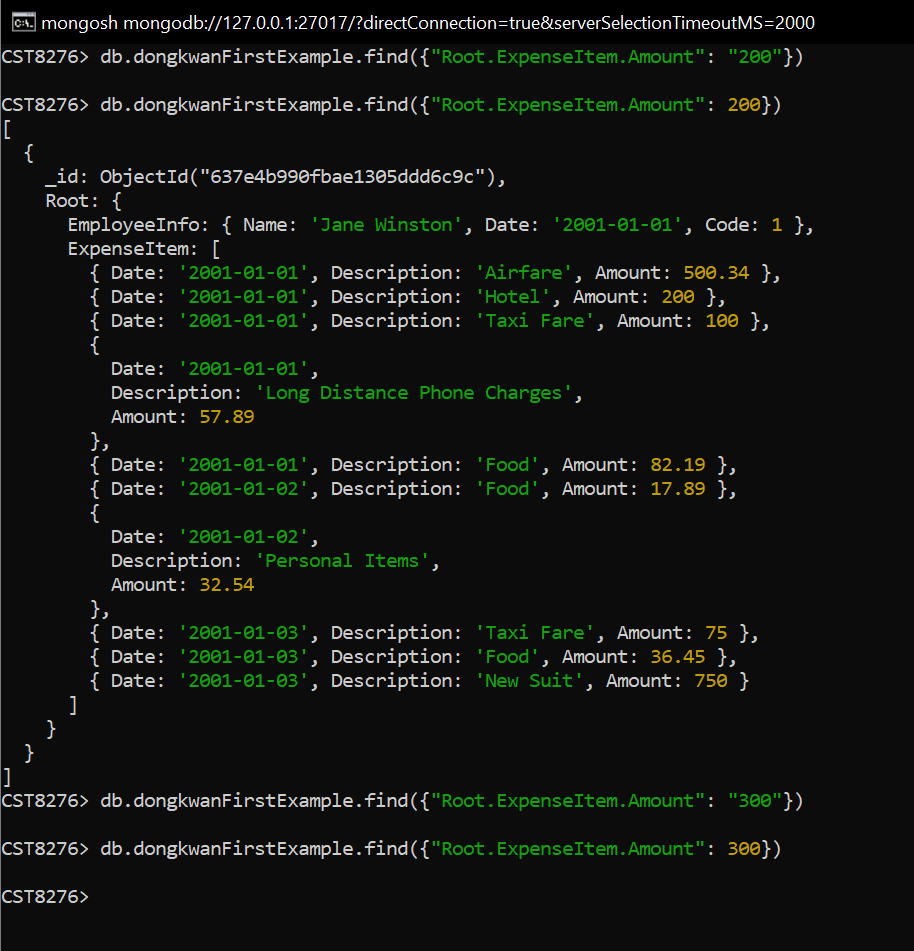 mongosh mongodb://127.0.0.1:27017/?directConnection=true&serverSelectionTimeoutMS=2000
CST8276> db.dongkwanFirstExample.find({"Root.ExpenseItem.Amount": "200"})
CST8276> db.dongkwanFirstExample.find({"Root.ExpenseItem.Amount": 200})
[
  {
    _id: ObjectId("637e4b990fbae1305ddd6c9c"),
    Root: {
      EmployeeInfo: { Name: 'Jane Winston', Date: '2001-01-01', Code: 1 },
      ExpenseItem: [
        { Date: '2001-01-01', Description: 'Airfare', Amount: 500.34 },
        { Date: '2001-01-01', Description: 'Hotel', Amount: 200 },
        { Date: '2001-01-01', Description: 'Taxi Fare', Amount: 100 },
        {
          Date: '2001-01-01',
          Description: 'Long Distance Phone Charges',
          Amount: 57.89
        },
        { Date: '2001-01-01', Description: 'Food', Amount: 82.19 },
        { Date: '2001-01-02', Description: 'Food', Amount: 17.89 },
        {
          Date: '2001-01-02',
          Description: 'Personal Items',
          Amount: 32.54
        },
        { Date: '2001-01-03', Description: 'Taxi Fare', Amount: 75 },
        { Date: '2001-01-03', Description: 'Food', Amount: 36.45 },
        { Date: '2001-01-03', Description: 'New Suit', Amount: 750 }
      ]
    }
  }
]
CST8276> db.dongkwanFirstExample.find({"Root.ExpenseItem.Amount": "300"})
CST8276> db.dongkwanFirstExample.find({"Root.ExpenseItem.Amount": 300})
CST8276>